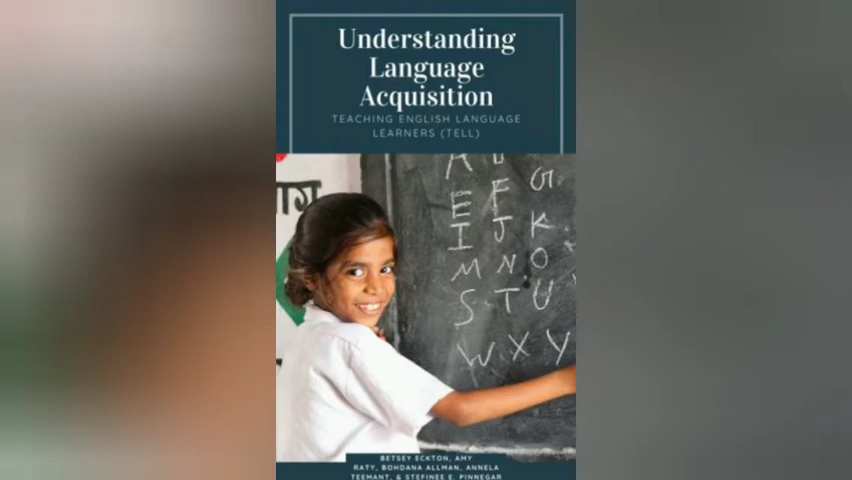 Understanding
Language
Acquisition
TEACHING ENGLISH LANGUAGE
LEARNERS (TELL)
A
E F G
I J K
M N O
S T U
W X Y
BETSEY ECKTON, AMY
RATY, BOHDANA ALLMAN, ANNELA
TEEMANT, & STEFINEE E. PINNEGAR